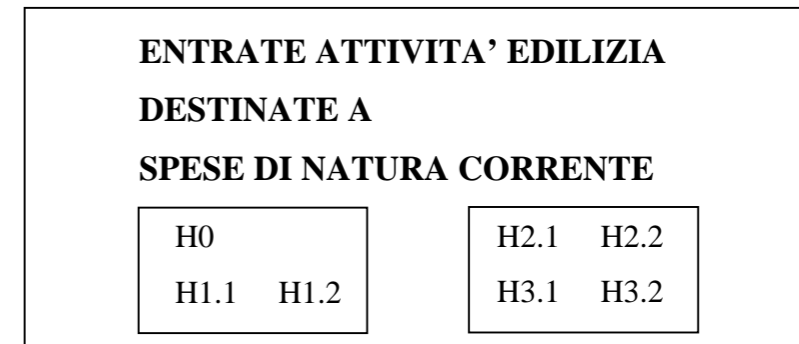 ENTRATE ATTIVITA’ EDILIZIA
DESTINATE A
SPESE DI NATURA CORRENTE
H0
H1.1 H1.2
H2.1 H2.2
H3.1 H3.2